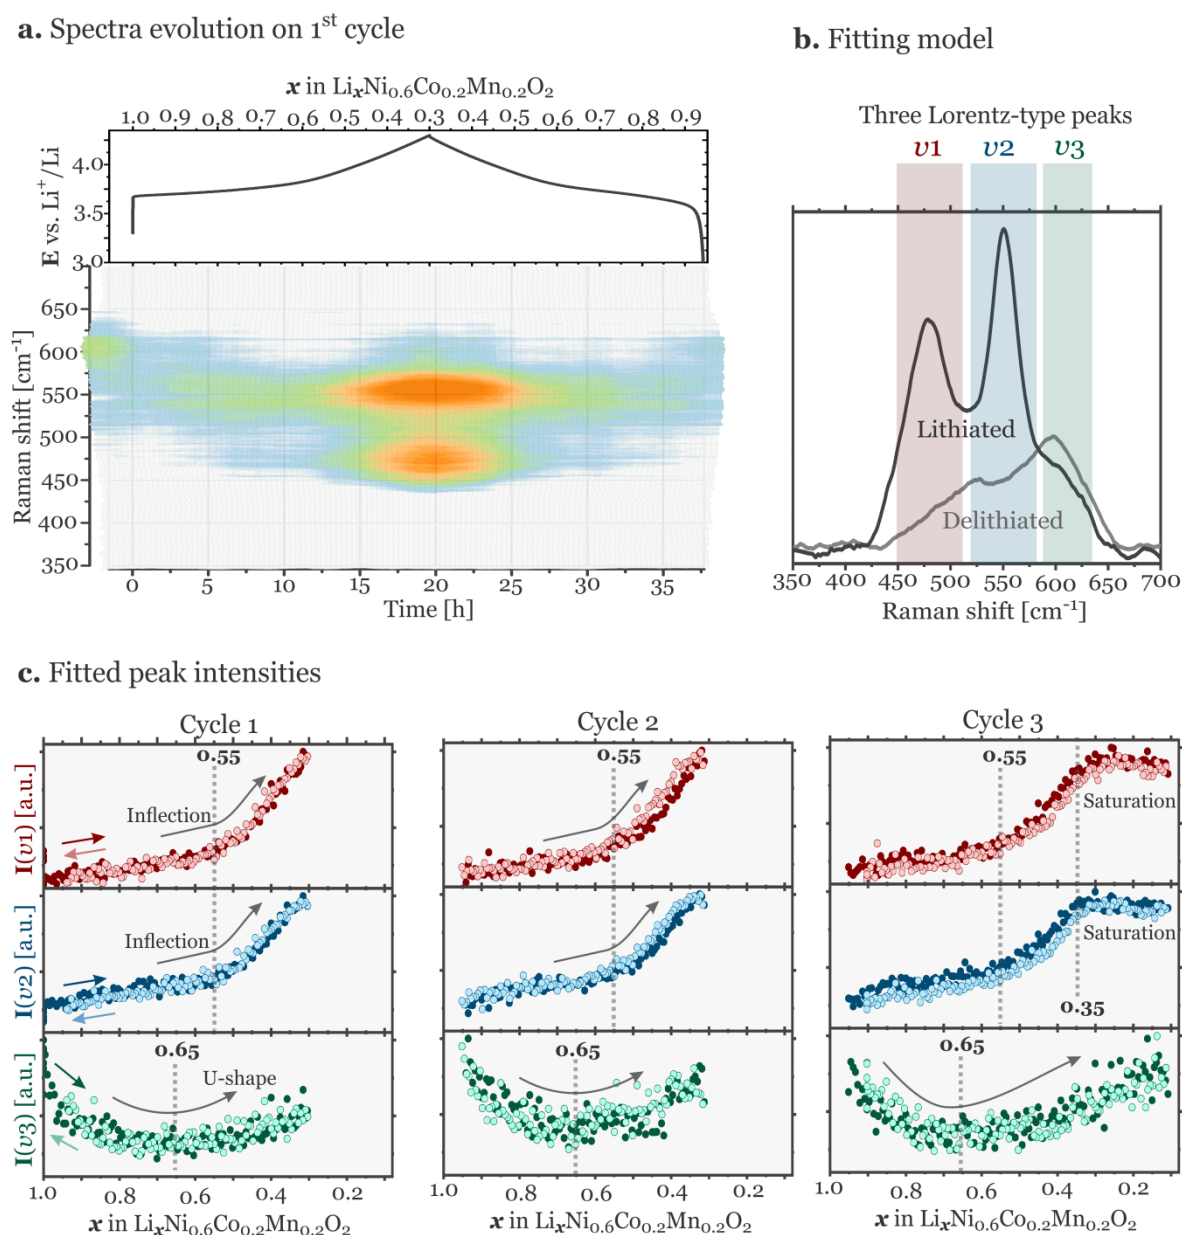 a. Spectra evolution on 1st cycle
x in LixNi0.6Co0.2Mn0.2O2
1.0 0.9 0.8 0.7 0.6 0.5 0.4 0.3 0.4 0.5 0.6 0.7 0.8 0.9
E vs. Li+/Li
4.0
3.5
3.0
Raman shift [cm-1]
650
600
550
500
450
400
350
0 5 10 15 20 25 30 35
Time [h]
b. Fitting model
Three Lorentz-type peaks
v1 v2 v3
Lithiated
Delithiated
350 400 450 500 550 600 650 700
Raman shift [cm-1]
c. Fitted peak intensities
Cycle 1 Cycle 2 Cycle 3
I(v1) [a.u.]
0.55 0.55 0.55
Inflection
Saturation
I(v2) [a.u.]
Inflection
Saturation
0.35
I(v3) [a.u.]
0.65 0.65 0.65
U-shape
1.0 0.8 0.6 0.4 0.2 1.0 0.8 0.6 0.4 0.2 1.0 0.8 0.6 0.4 0.2
x in LixNi0.6Co0.2Mn0.2O2 x in LixNi0.6Co0.2Mn0.2O2 x in LixNi0.6Co0.2Mn0.2O2